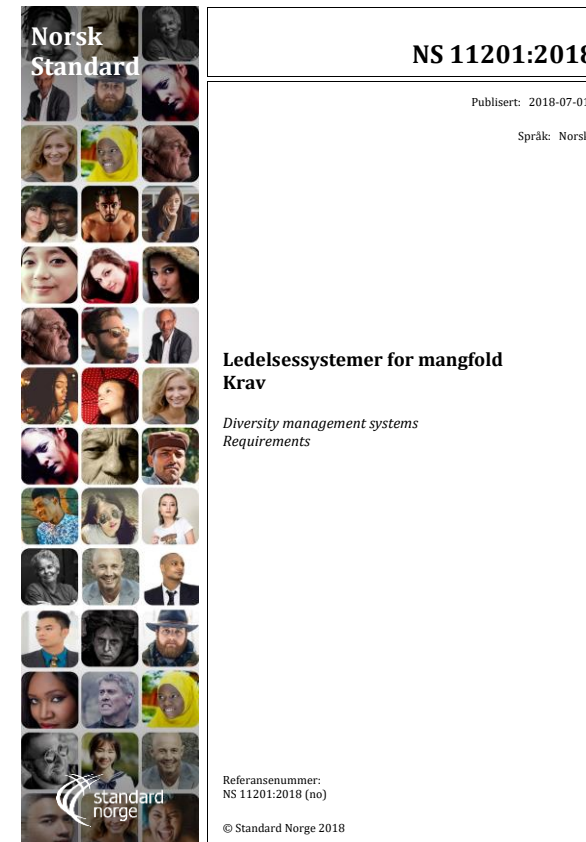 Norsk
Standard
NS 11201:2018
Publisert: 2018-07-01
Språk: Norsk
Ledelsessystemer for mangfold
Krav
Diversity management systems
Requirements
Referansenummer:
NS 11201:2018 (no)
© Standard Norge 2018
standard
norge